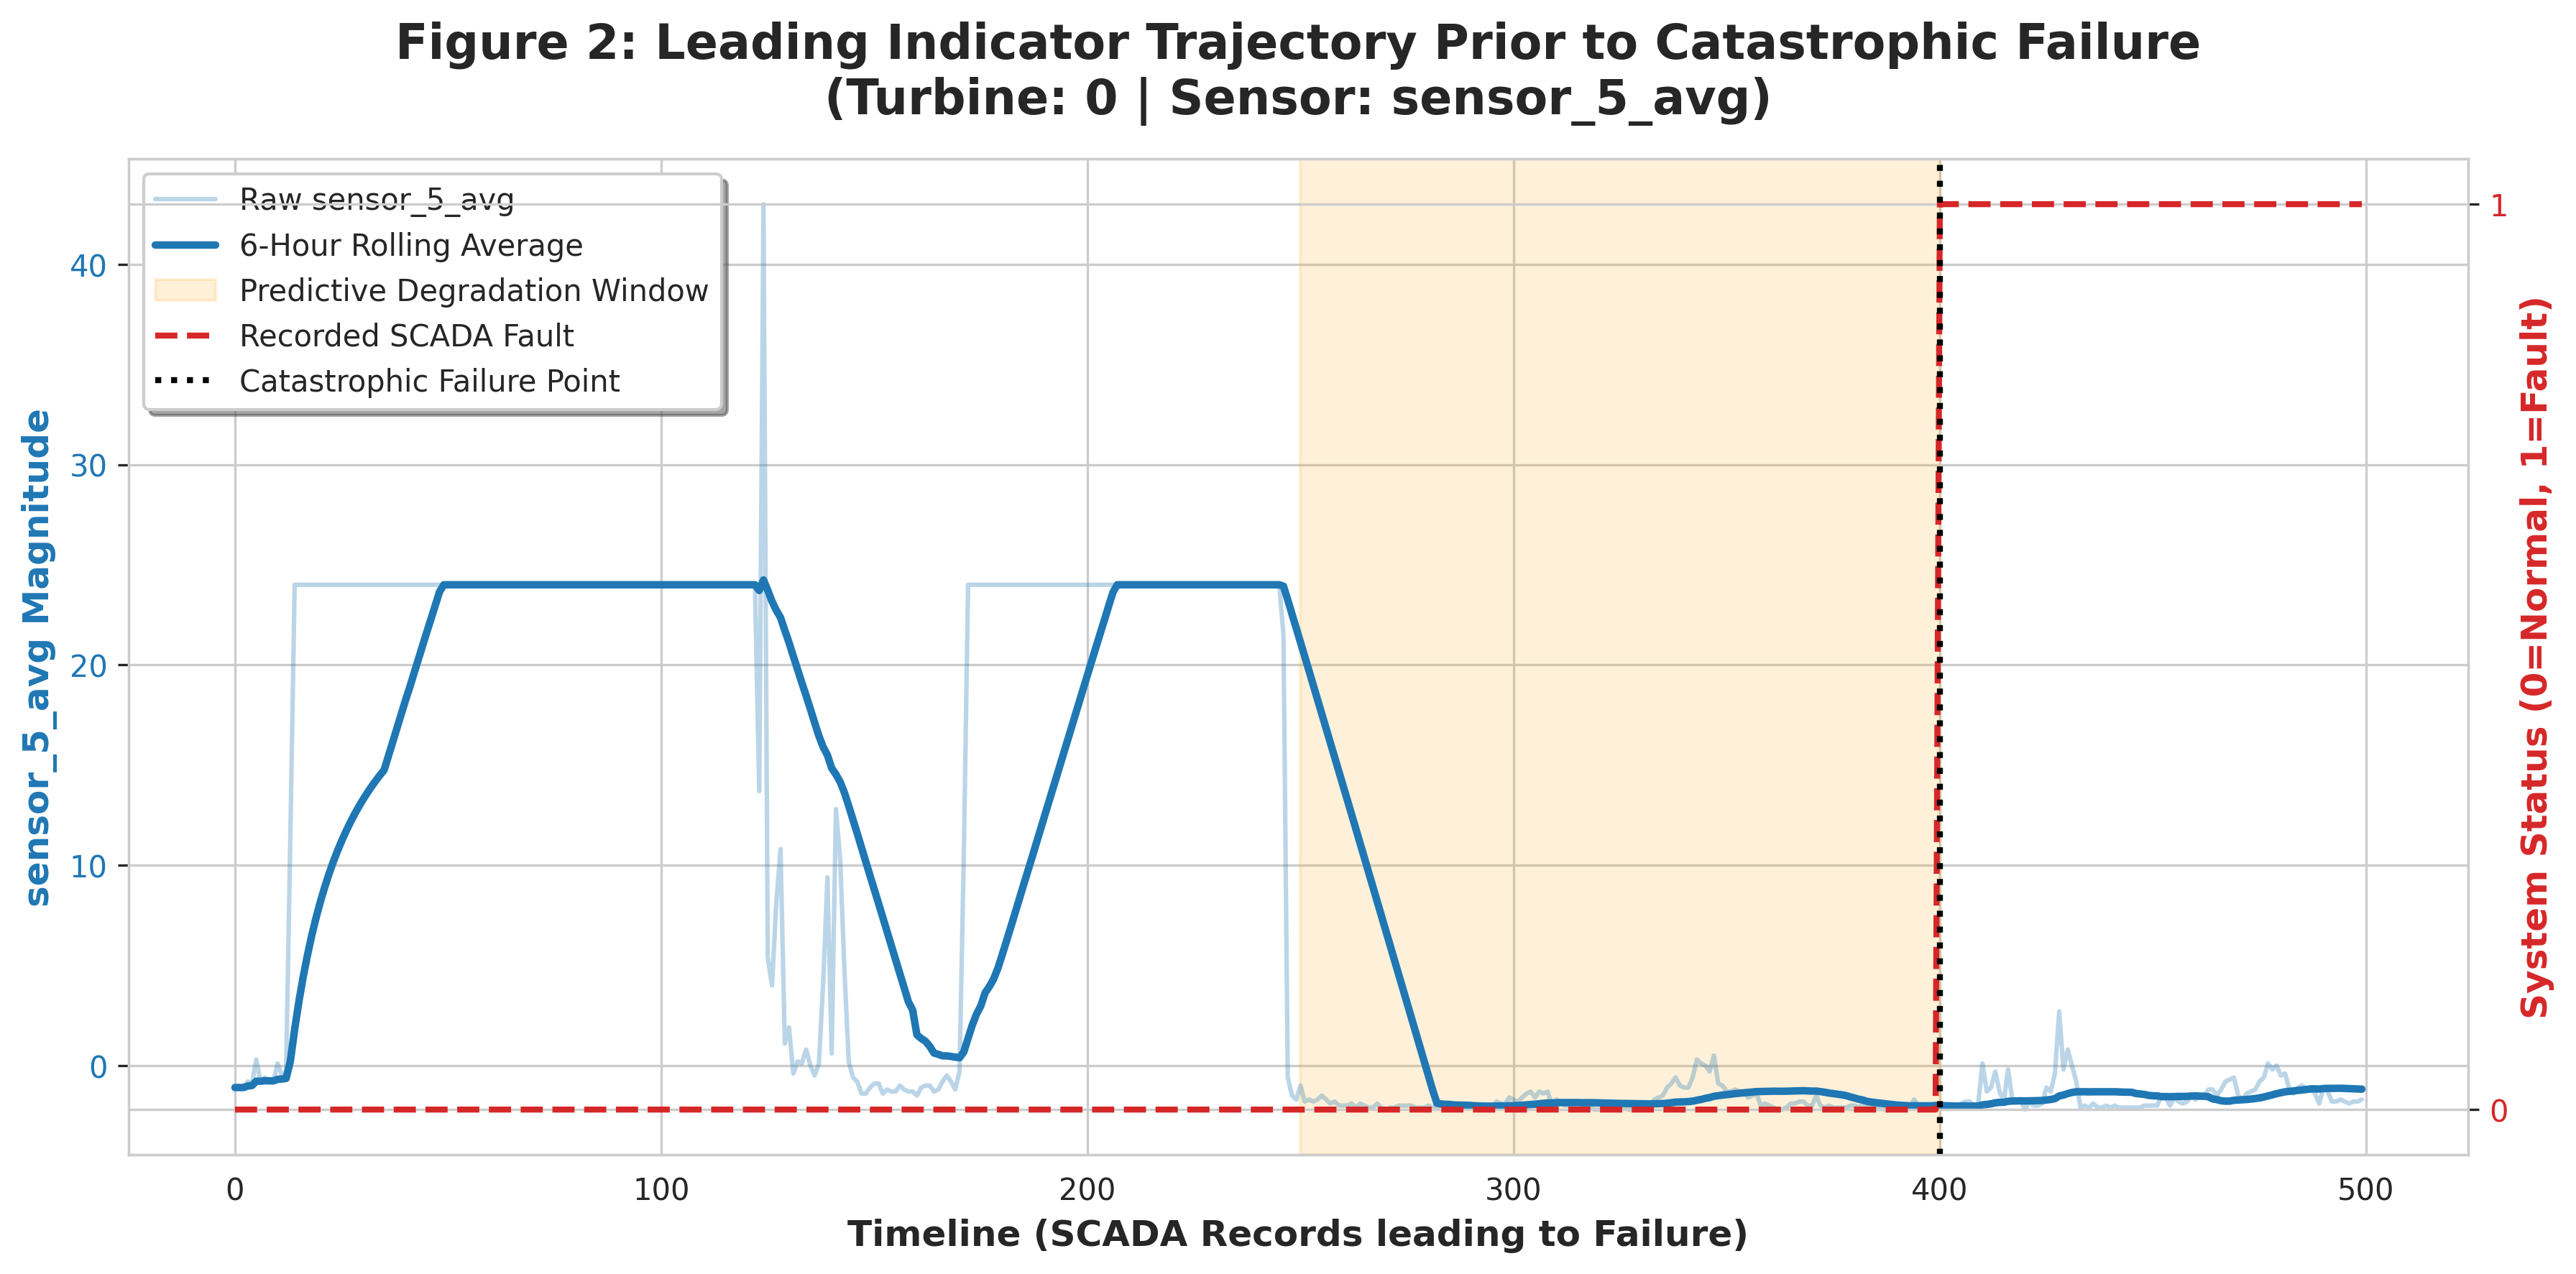 Figure 2: Leading Indicator Trajectory Prior to Catastrophic Failure
(Turbine: 0 | Sensor: sensor_5_avg)
Raw sensor_5_avg
6-Hour Rolling Average
Predictive Degradation Window
Recorded SCADA Fault
Catastrophic Failure Point
sensor_5_avg Magnitude
40
30
20
10
0
System Status (0=Normal, 1=Fault)
1
0
0
100
200
300
400
500
Timeline (SCADA Records leading to Failure)